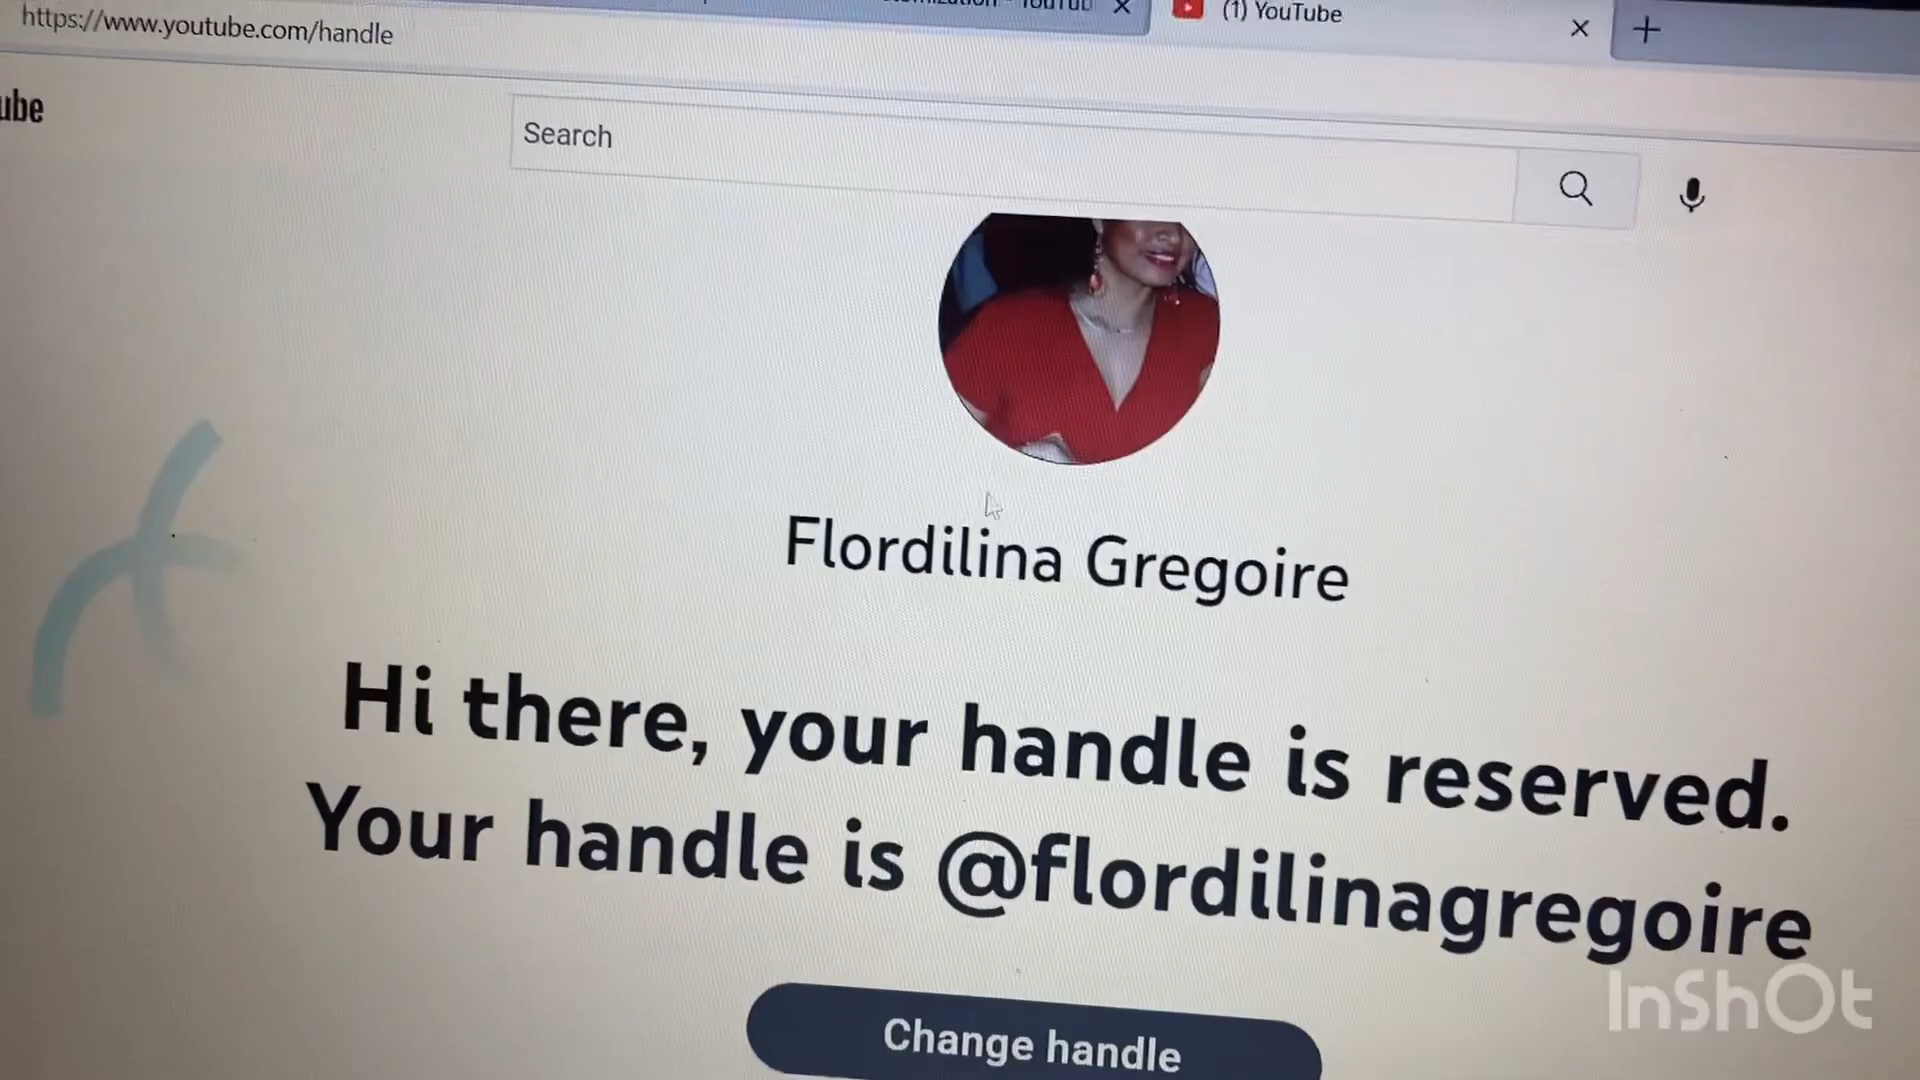 (1) YouTube
https://www.youtube.com/handle
ube
Search
Flordilina Gregoire
Hi there, your handle is reserved.
Your handle is @flordilinagregoire
Change handle
InShOt